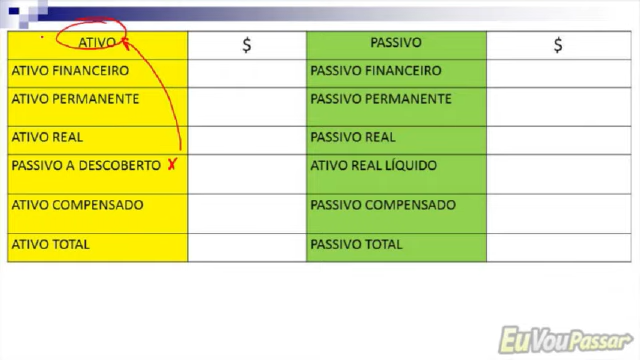 ATIVO $ PASSIVO $
ATIVO FINANCEIRO PASSIVO FINANCEIRO
ATIVO PERMANENTE PASSIVO PERMANENTE
ATIVO REAL PASSIVO REAL
PASSIVO A DESCOBERTO X ATIVO REAL LÍQUIDO
ATIVO COMPENSADO PASSIVO COMPENSADO
ATIVO TOTAL PASSIVO TOTAL
EuVouPassar